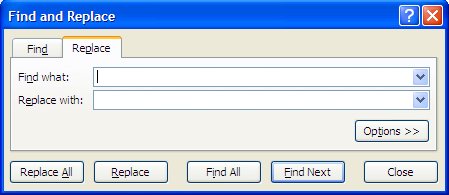 Find and Replace
Find Replace
Find what:
Replace with:
Options >>
Replace All Replace Find All Find Next Close